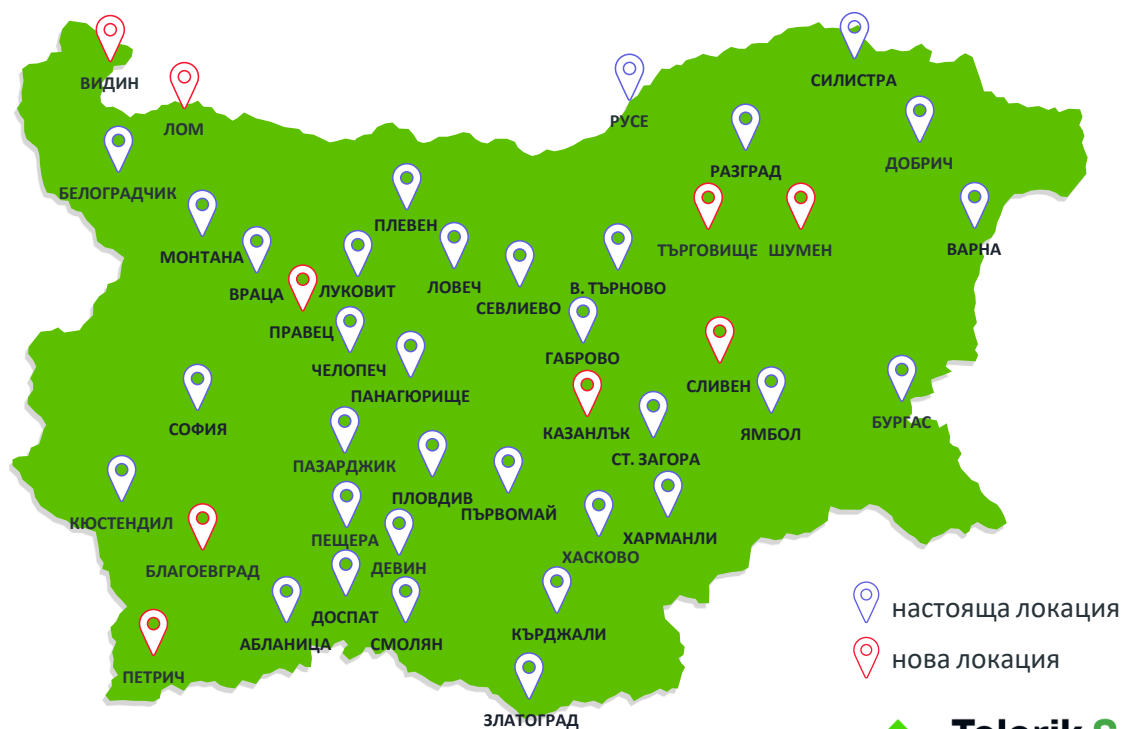 СИЛИСТРА
ВИДИН
РУСЕ
ЛОМ
ДОБРИЧ
РАЗГРАД
БЕЛОГРАДЧИК
ПЛЕВЕН
ТЪРГОВИЩЕ
ШУМЕН
ВАРНА
МОНТАНА
ВРАЦА
ЛУКОВИТ
ЛОВЕЧ
СЕВЛИЕВО
В. ТЪРНОВО
ПРАВЕЦ
ГАБРОВО
ЧЕЛОПЕЧ
ПАНАГЮРИЩЕ
СЛИВЕН
СОФИЯ
КАЗАНЛЪК
ЯМБОЛ
БУРГАС
СТ. ЗАГОРА
ПАЗАРДЖИК
ПЛОВДИВ
ПЪРВОМАЙ
КЮСТЕНДИЛ
ПЕЩЕРА
ХАРМАНЛИ
ХАСКОВО
БЛАГОЕВГРАД
ДЕВИН
ДОСПАТ
КЪРДЖАЛИ
АБЛАНИЦА
СМОЛЯН
ПЕТРИЧ
ЗЛАТОГРАД
настояща локация
нова локация